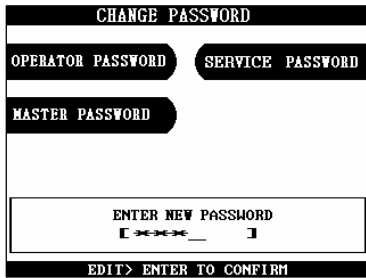 CHANGE PASSWORD
OPERATOR PASSWORD
SERVICE PASSWORD
MASTER PASSWORD
ENTER NEW PASSWORD
[****_ ]
EDIT> ENTER TO CONFIRM